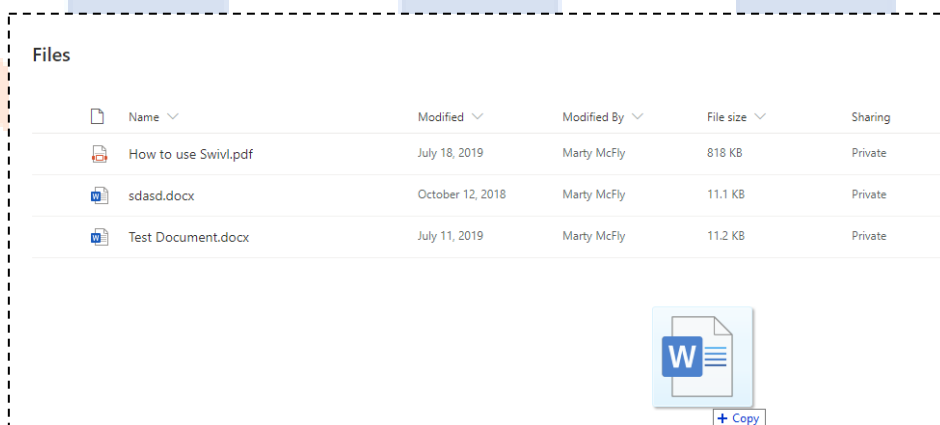 Files
Name Modified Modified By File size Sharing
How to use Swivl.pdf July 18, 2019 Marty McFly 818 KB Private
sdasd.docx October 12, 2018 Marty McFly 11.1 KB Private
Test Document.docx July 11, 2019 Marty McFly 11.2 KB Private
W
+ Copy